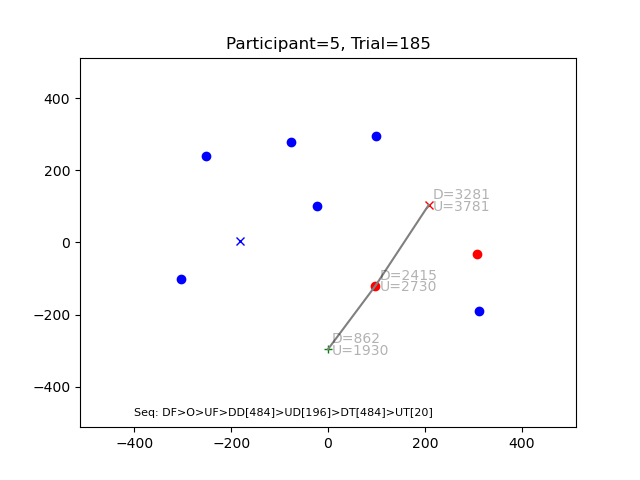 Participant=5, Trial=185
400
200
0
−200
−400
D=3281
U=3781
D=2415
U=2730
D=862
U=1930
Seq: DF>O>UF>DD[484]>UD[196]>DT[484]>UT[20]
−400 −200 0 200 400